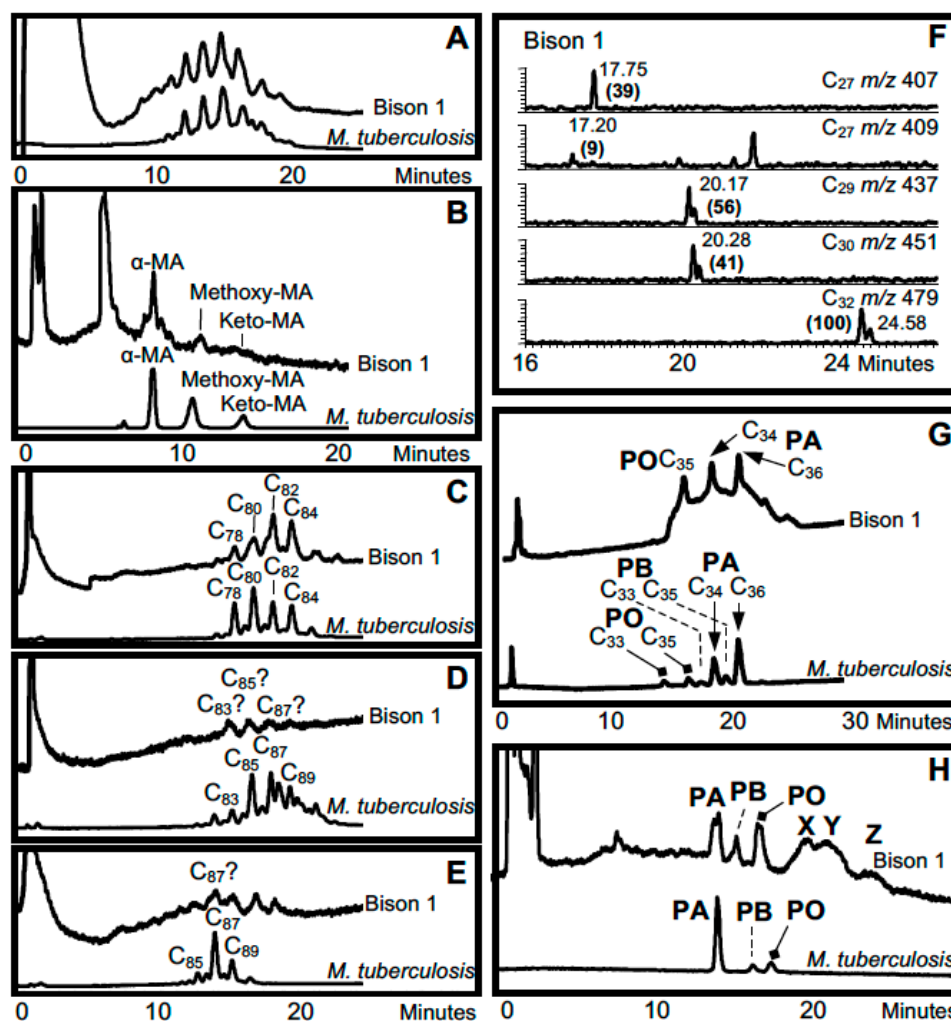 A
Bison 1
M. tuberculosis
0 10 20 Minutes
B
α-MA
Methoxy-MA
Keto-MA
Bison 1
α-MA
Methoxy-MA
Keto-MA
M. tuberculosis
0 10 20 Minutes
C
C78 C80 C82 C84
Bison 1
C78 C80 C82 C84
M. tuberculosis
D
C83? C85? C87?
Bison 1
C83 C85 C87 C89
M. tuberculosis
E
C87?
Bison 1
C85 C87 C89
M. tuberculosis
0 10 20 Minutes
F
Bison 1
17.75
(39)
C27 m/z 407
17.20
(9)
C27 m/z 409
20.17
(56)
C29 m/z 437
20.28
(41)
C30 m/z 451
C32 m/z 479
(100) 24.58
16 20 24 Minutes
G
PO C35
C34 PA
C36
Bison 1
PB
C33 C35
PA
C34 C36
PO
C33 C35
M. tuberculosis
0 10 20 30 Minutes
H
PA PB PO
X Y Z
Bison 1
PA PB PO
M. tuberculosis
0 10 20 Minutes